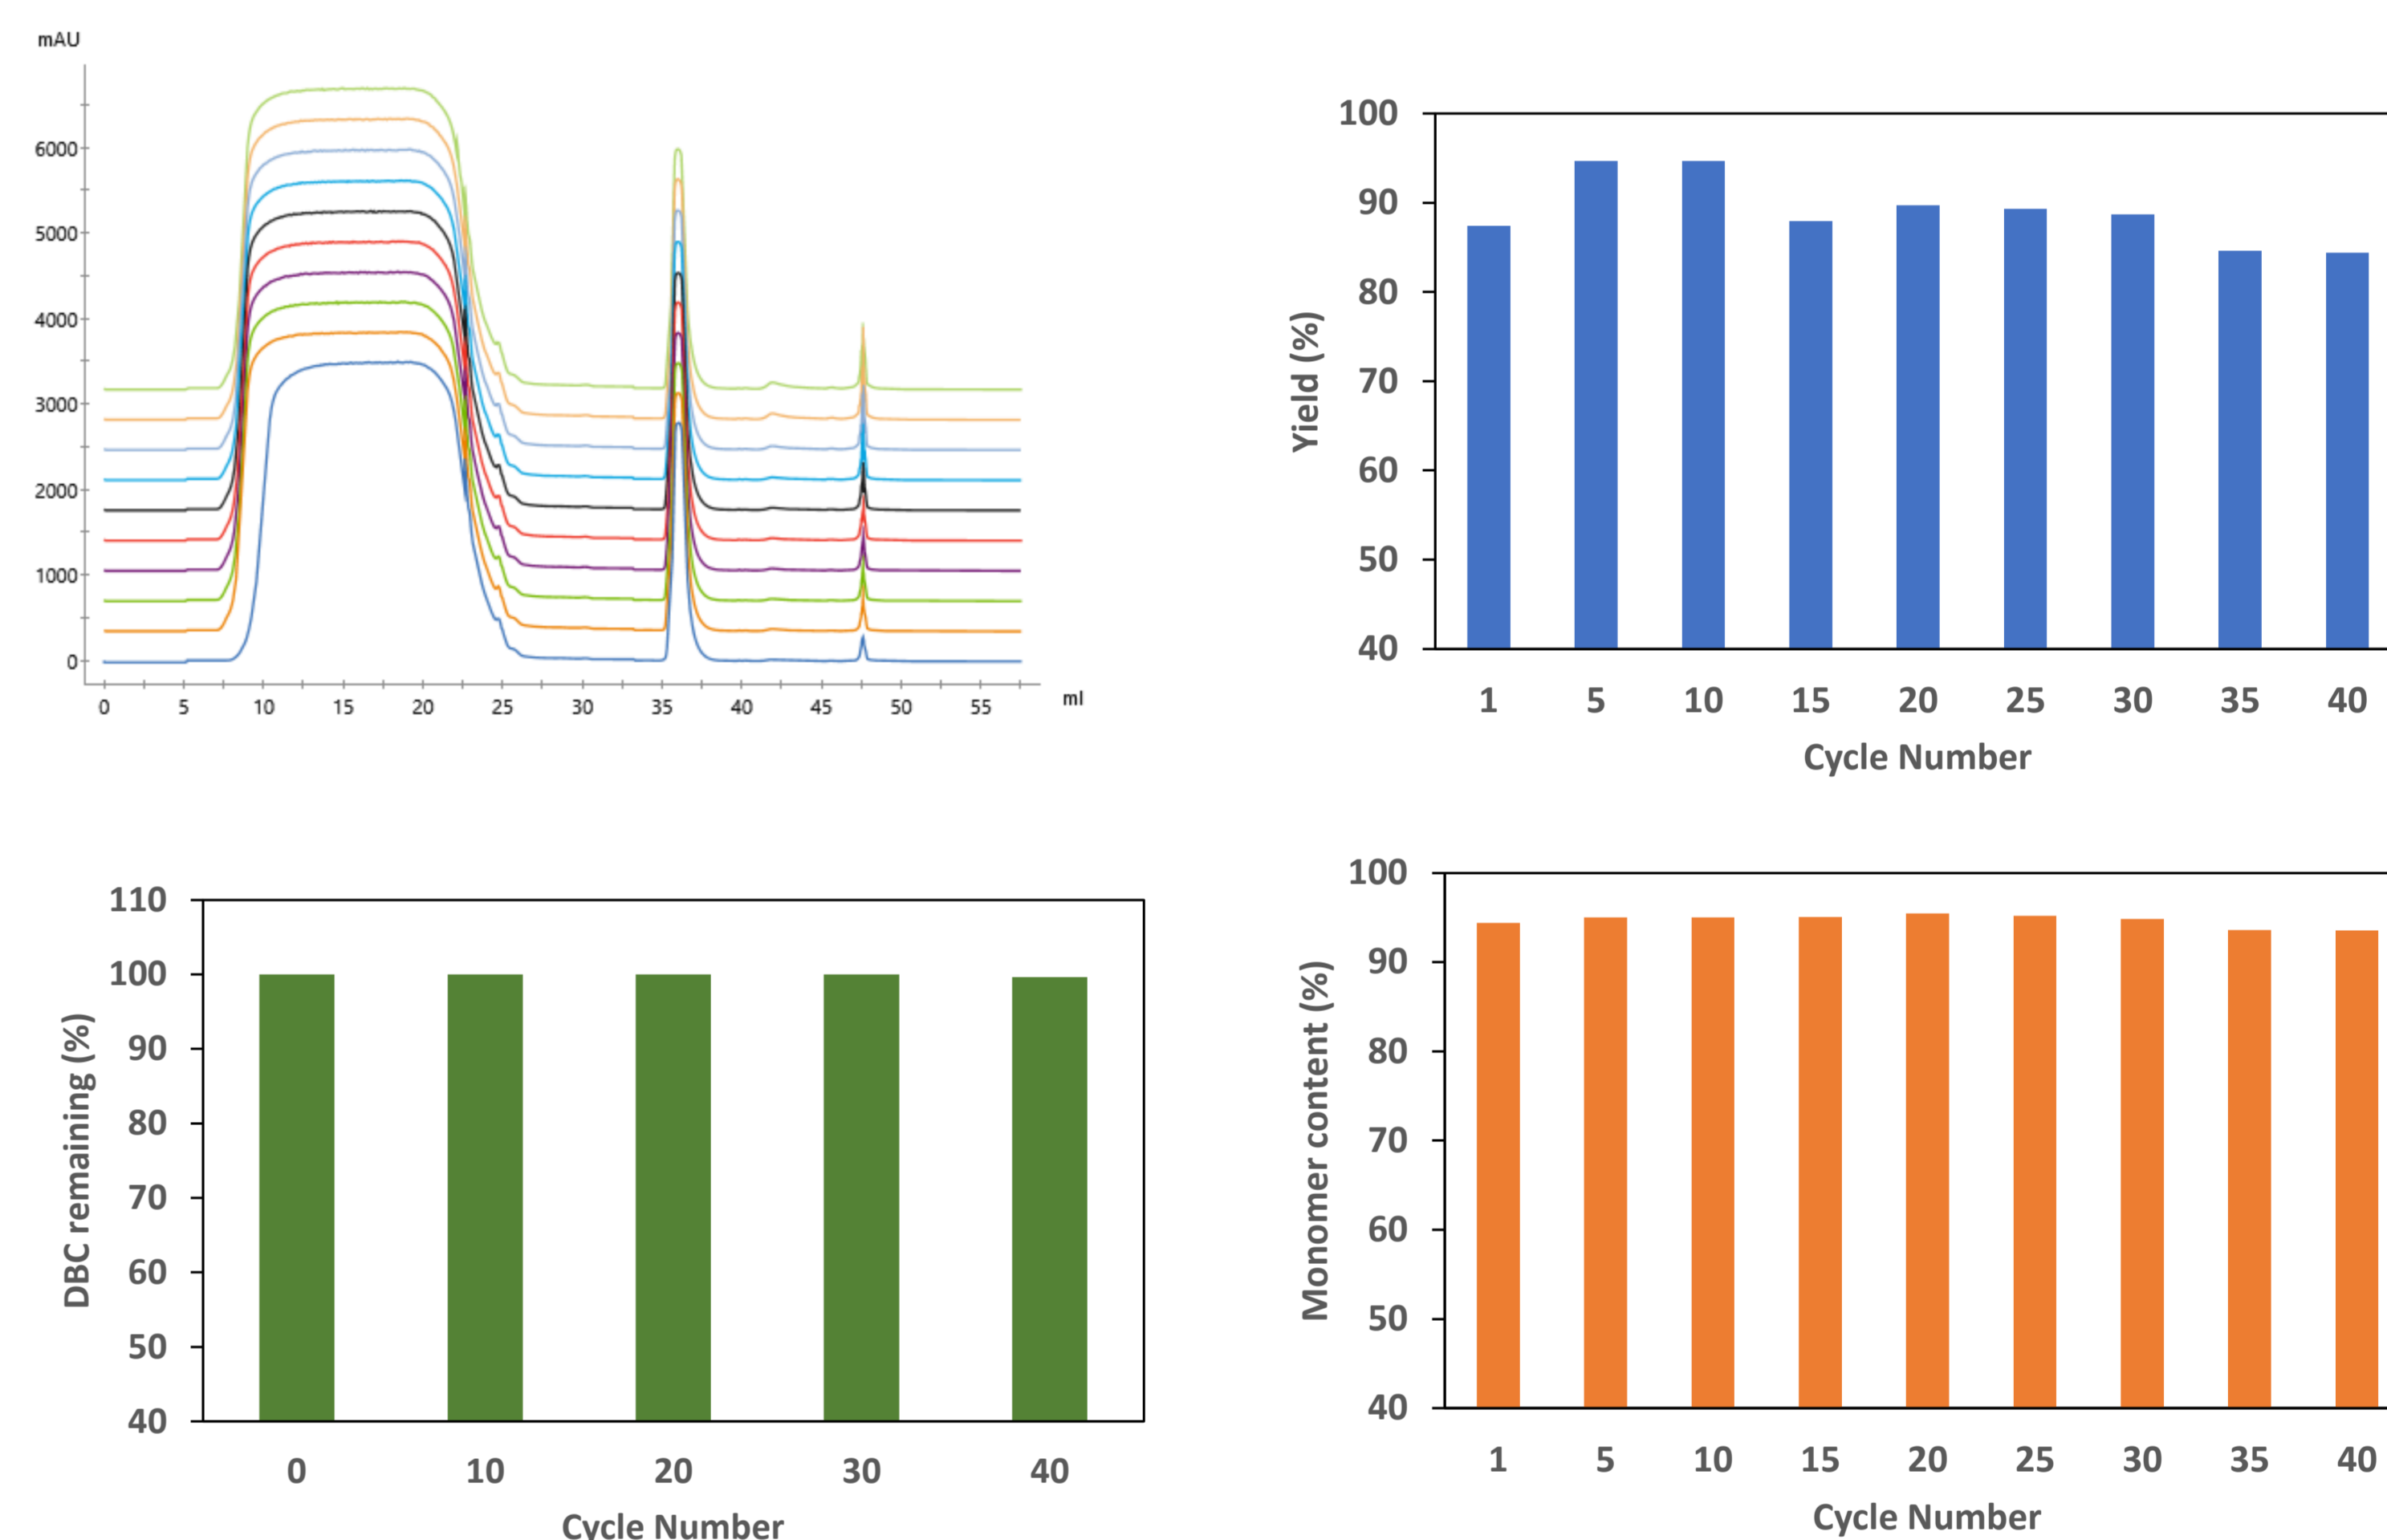 mAU
6000
5000
4000
3000
2000
1000
0
0 5 10 15 20 25 30 35 40 45 50 55
ml
100
90
80
70
60
50
40
Yield (%)
1 5 10 15 20 25 30 35 40
Cycle Number
110
100
90
80
70
60
50
40
DBC remaining (%)
0 10 20 30 40
Cycle Number
100
90
80
70
60
50
40
Monomer content (%)
1 5 10 15 20 25 30 35 40
Cycle Number